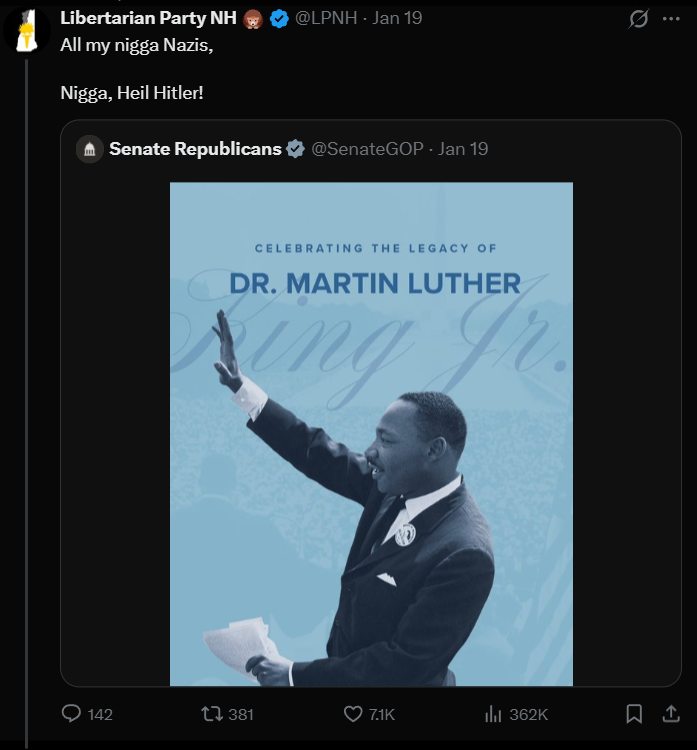 Libertarian Party NH @LPNH · Jan 19
All my nigga Nazis,
Nigga, Heil Hitler!
Senate Republicans @SenateGOP · Jan 19
CELEBRATING THE LEGACY OF
DR. MARTIN LUTHER
King Jr.
142 381 7.1K 362K